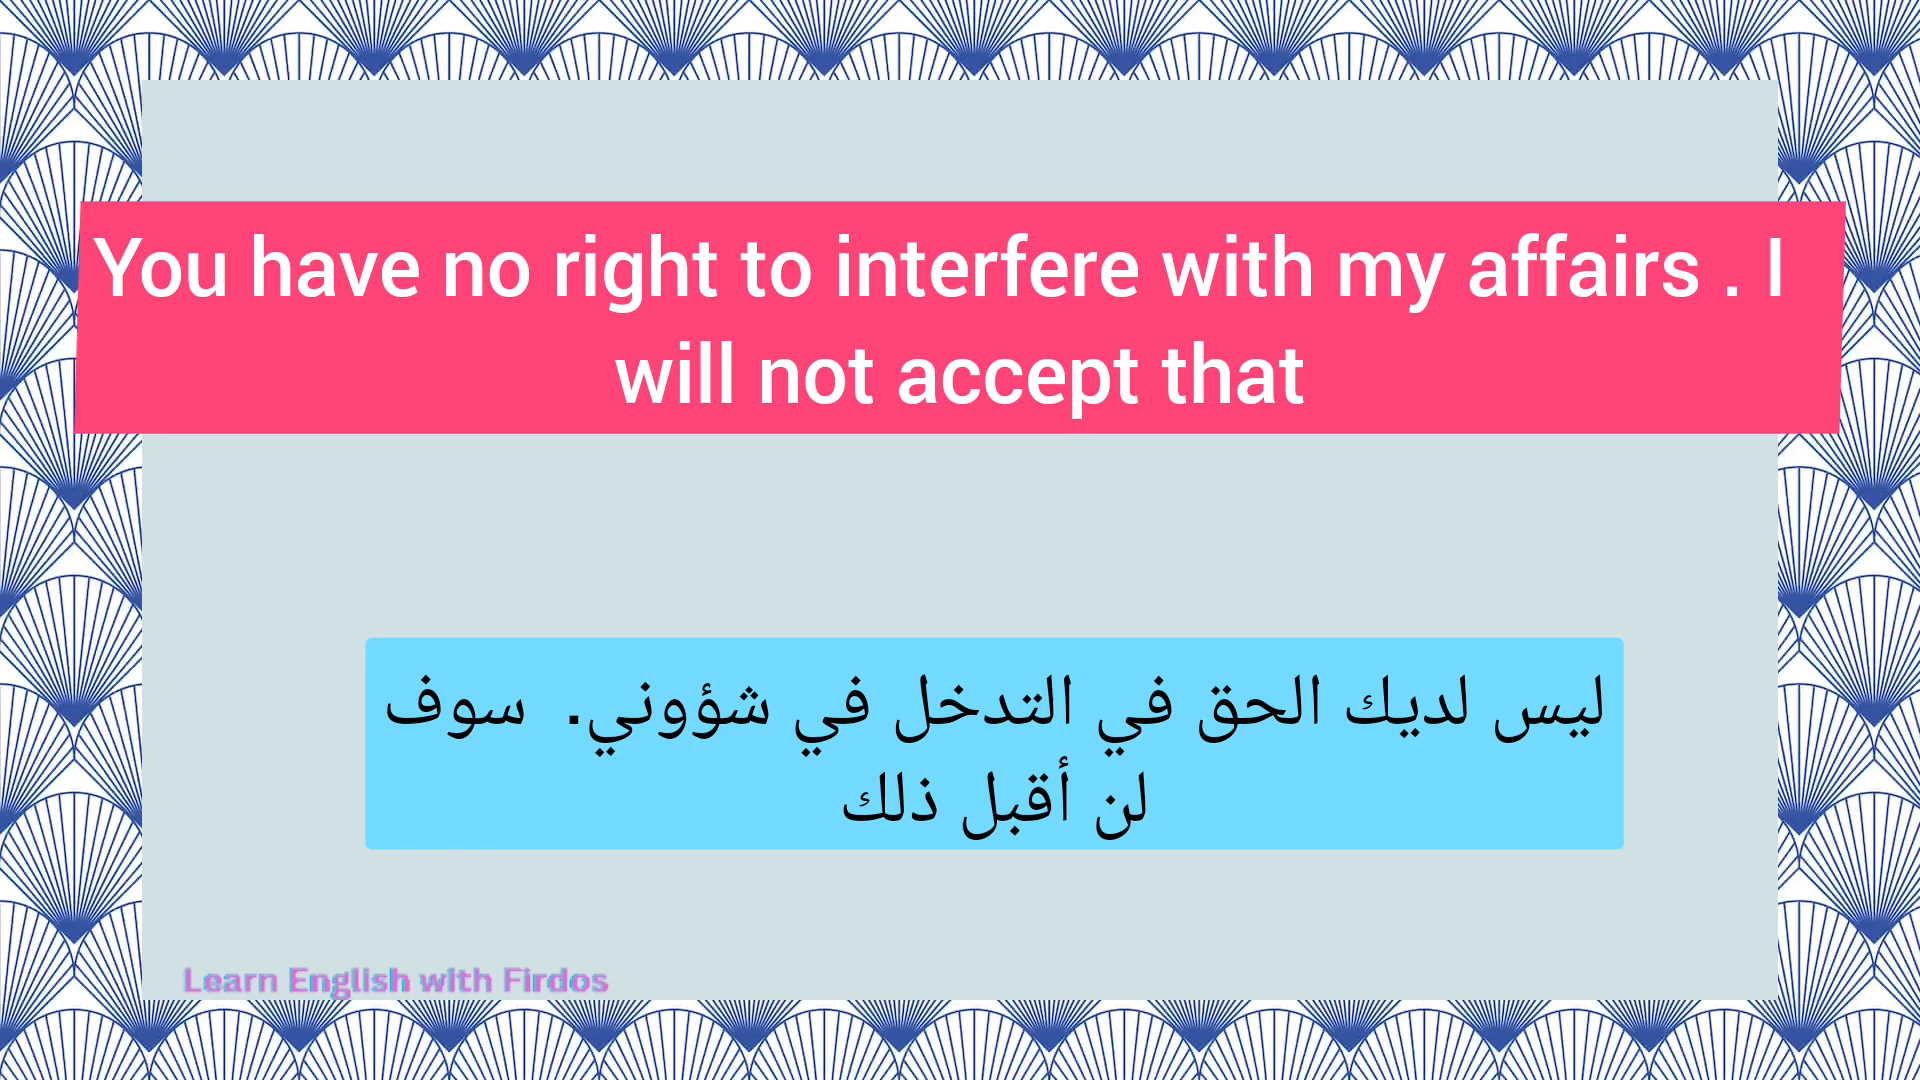 You have no right to interfere with my affairs . I
will not accept that
ليس لديك الحق في التدخل في شؤوني. سوف
لن أقبل ذلك
Learn English with Firdos